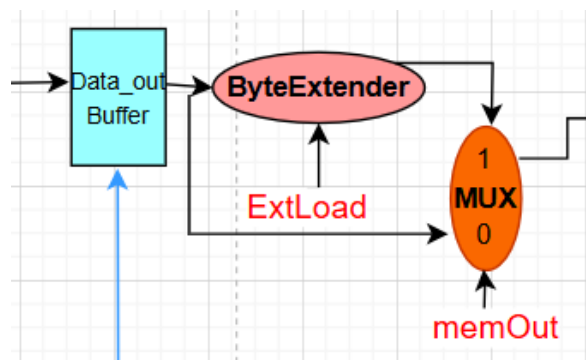 Data_out
Buffer
ByteExtender
ExtLoad
1
MUX
0
memOut